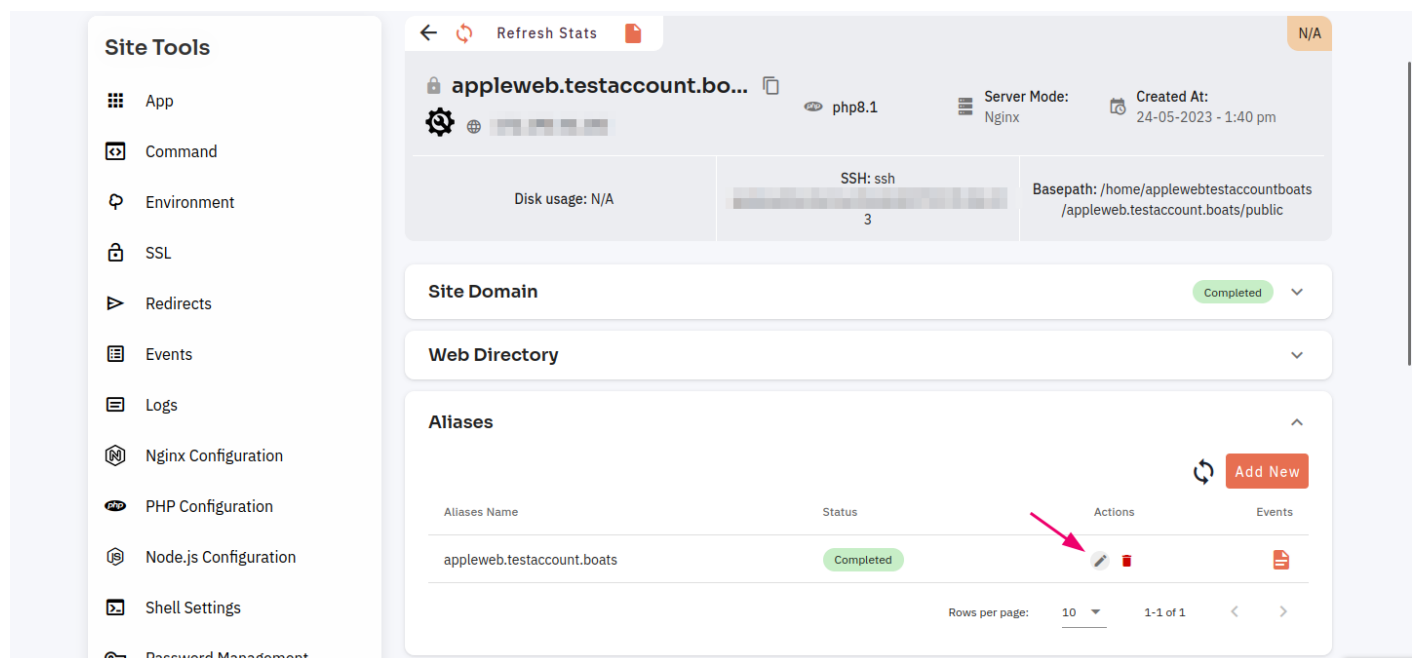 Site Tools
App
Command
Environment
SSL
Redirects
Events
Logs
Nginx Configuration
PHP Configuration
Node.js Configuration
Shell Settings
Password Management
Refresh Stats
N/A
appleweb.testaccount.bo...
php php8.1
Server Mode:
Nginx
Created At:
24-05-2023 - 1:40 pm
Disk usage: N/A
SSH: ssh
3
Basepath: /home/applewebtestaccountboats
/appleweb.testaccount.boats/public
Site Domain
Completed
Web Directory
Aliases
Add New
Aliases Name Status Actions Events
appleweb.testaccount.boats Completed
Rows per page: 10 1-1 of 1